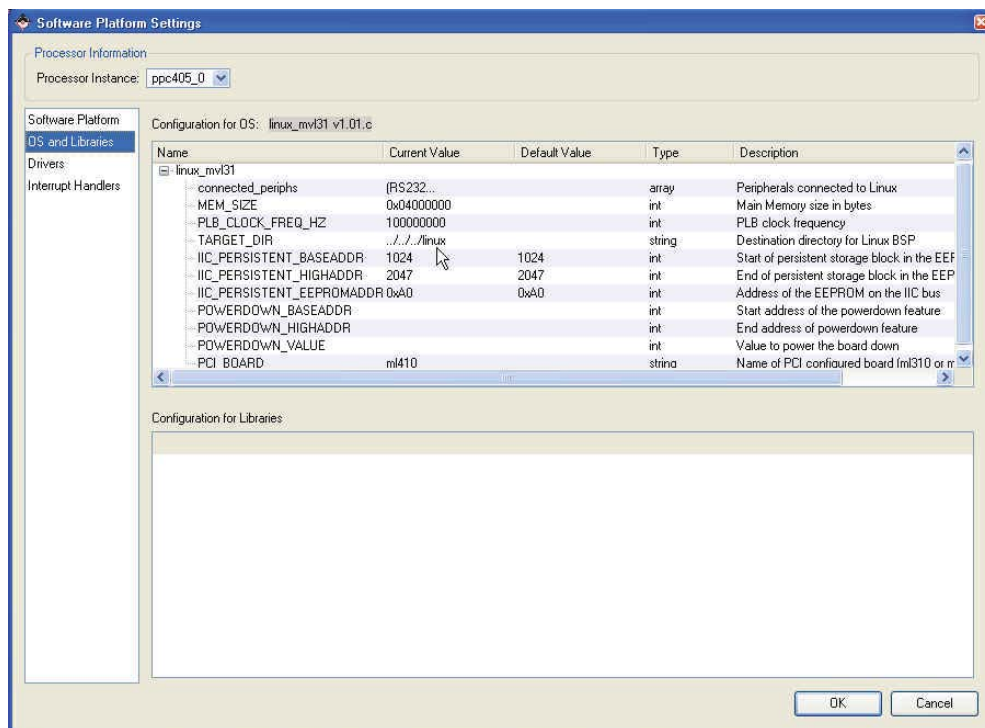 Software Platform Settings
Processor Information
Processor Instance: ppc405_0
Software Platform
OS and Libraries
Drivers
Interrupt Handlers
Configuration for OS: linux_mvl31 v1.01.c
Name Current Value Default Value Type Description
linux_mvl31
connected_periphs (RS232... array Peripherals connected to Linux
MEM_SIZE 0x04000000 int Main Memory size in bytes
PLB_CLOCK_FREQ_HZ 100000000 int PLB clock frequency
TARGET_DIR ../../../linux string Destination directory for Linux BSP
IIC_PERSISTENT_BASEADDR 1024 1024 int Start of persistent storage block in the EEF
IIC_PERSISTENT_HIGHADDR 2047 2047 int End of persistent storage block in the EEP
IIC_PERSISTENT_EEPROMADDR 0xA0 0xA0 int Address of the EEPROM on the IIC bus
POWERDOWN_BASEADDR int Start address of the powerdown feature
POWERDOWN_HIGHADDR int End address of powerdown feature
POWERDOWN_VALUE int Value to power the board down
PCI_BOARD ml410 string Name of PCI configured board (ml310 or m
Configuration for Libraries
OK Cancel